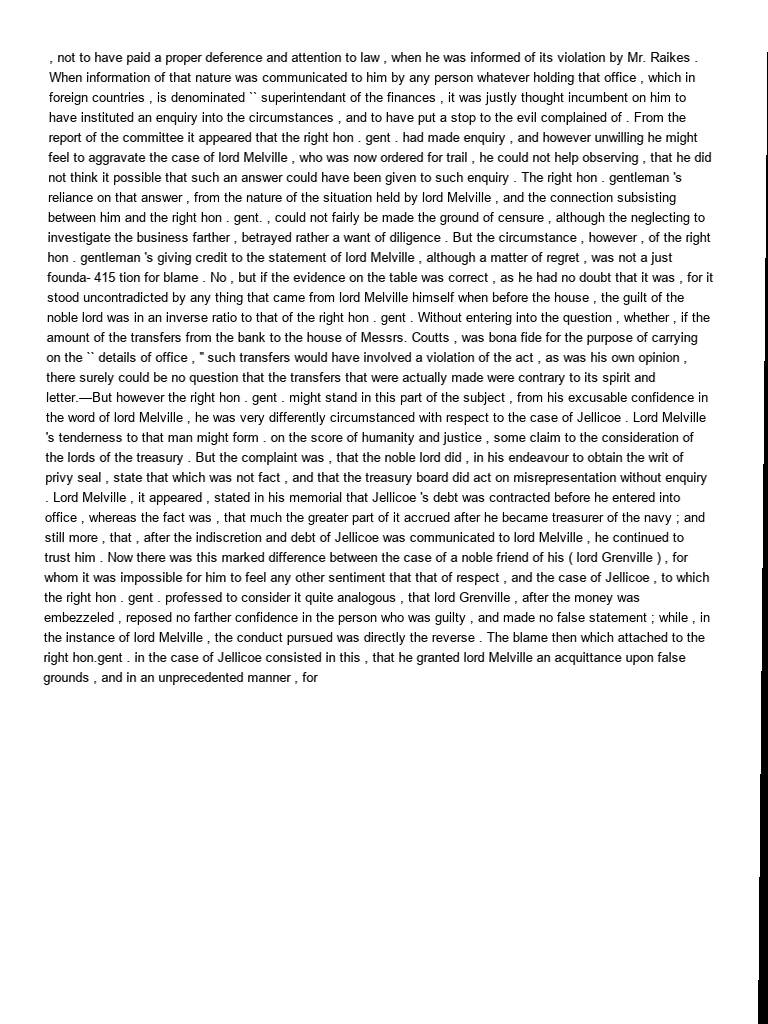 , not to have paid a proper deference and attention to law , when he was informed of its violation by Mr. Raikes .
When information of that nature was communicated to him by any person whatever holding that office , which in
foreign countries , is denominated `` superintendant of the finances , it was justly thought incumbent on him to
have instituted an enquiry into the circumstances , and to have put a stop to the evil complained of . From the
report of the committee it appeared that the right hon . gent . had made enquiry , and however unwilling he might
feel to aggravate the case of lord Melville , who was now ordered for trail , he could not help observing , that he did
not think it possible that such an answer could have been given to such enquiry . The right hon . gentleman 's
reliance on that answer , from the nature of the situation held by lord Melville , and the connection subsisting
between him and the right hon . gent. , could not fairly be made the ground of censure , although the neglecting to
investigate the business farther , betrayed rather a want of diligence . But the circumstance , however , of the right
hon . gentleman 's giving credit to the statement of lord Melville , although a matter of regret , was not a just
founda- 415 tion for blame . No , but if the evidence on the table was correct , as he had no doubt that it was , for it
stood uncontradicted by any thing that came from lord Melville himself when before the house , the guilt of the
noble lord was in an inverse ratio to that of the right hon . gent . Without entering into the question , whether , if the
amount of the transfers from the bank to the house of Messrs. Coutts , was bona fide for the purpose of carrying
on the `` details of office , " such transfers would have involved a violation of the act , as was his own opinion ,
there surely could be no question that the transfers that were actually made were contrary to its spirit and
letter.—But however the right hon . gent . might stand in this part of the subject , from his excusable confidence in
the word of lord Melville , he was very differently circumstanced with respect to the case of Jellicoe . Lord Melville
's tenderness to that man might form . on the score of humanity and justice , some claim to the consideration of
the lords of the treasury . But the complaint was , that the noble lord did , in his endeavour to obtain the writ of
privy seal , state that which was not fact , and that the treasury board did act on misrepresentation without enquiry
. Lord Melville , it appeared , stated in his memorial that Jellicoe 's debt was contracted before he entered into
office , whereas the fact was , that much the greater part of it accrued after he became treasurer of the navy ; and
still more , that , after the indiscretion and debt of Jellicoe was communicated to lord Melville , he continued to
trust him . Now there was this marked difference between the case of a noble friend of his ( lord Grenville ) , for
whom it was impossible for him to feel any other sentiment that that of respect , and the case of Jellicoe , to which
the right hon . gent . professed to consider it quite analogous , that lord Grenville , after the money was
embezzeled , reposed no farther confidence in the person who was guilty , and made no false statement ; while , in
the instance of lord Melville , the conduct pursued was directly the reverse . The blame then which attached to the
right hon.gent . in the case of Jellicoe consisted in this , that he granted lord Melville an acquittance upon false
grounds , and in an unprecedented manner , for